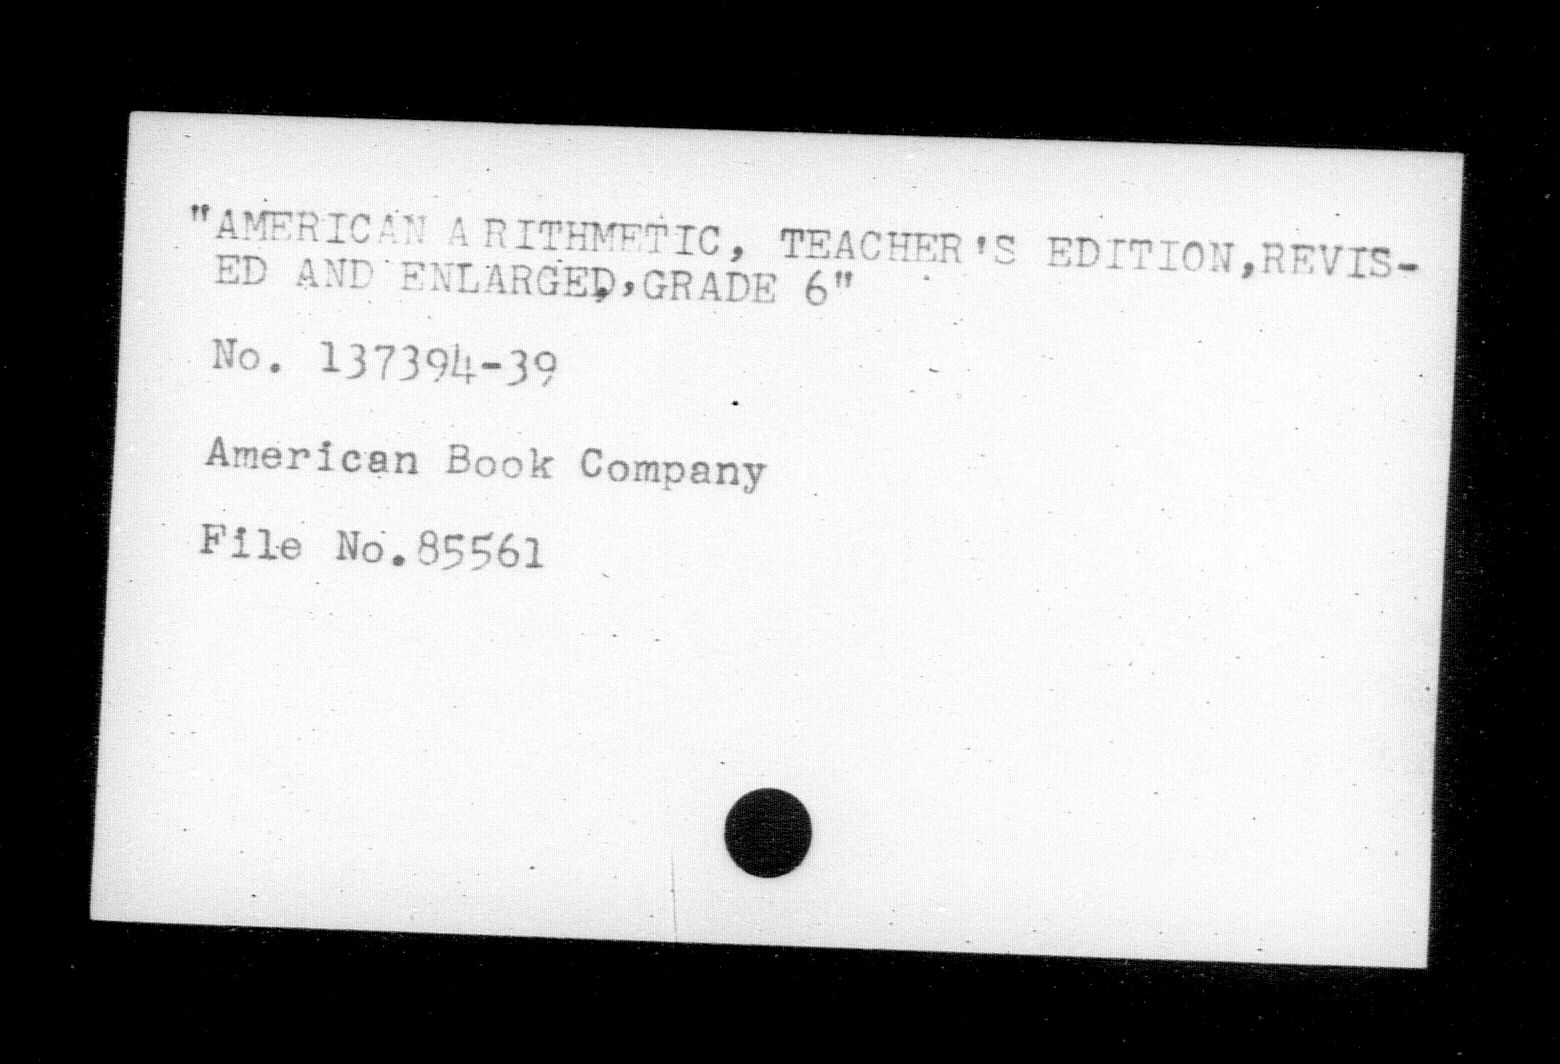 "AMERICAN ARITHMETIC, TEACHER'S EDITION,REVIS-
ED AND ENLARGED,GRADE 6"
No. 137394-39
American Book Company
File No.85561